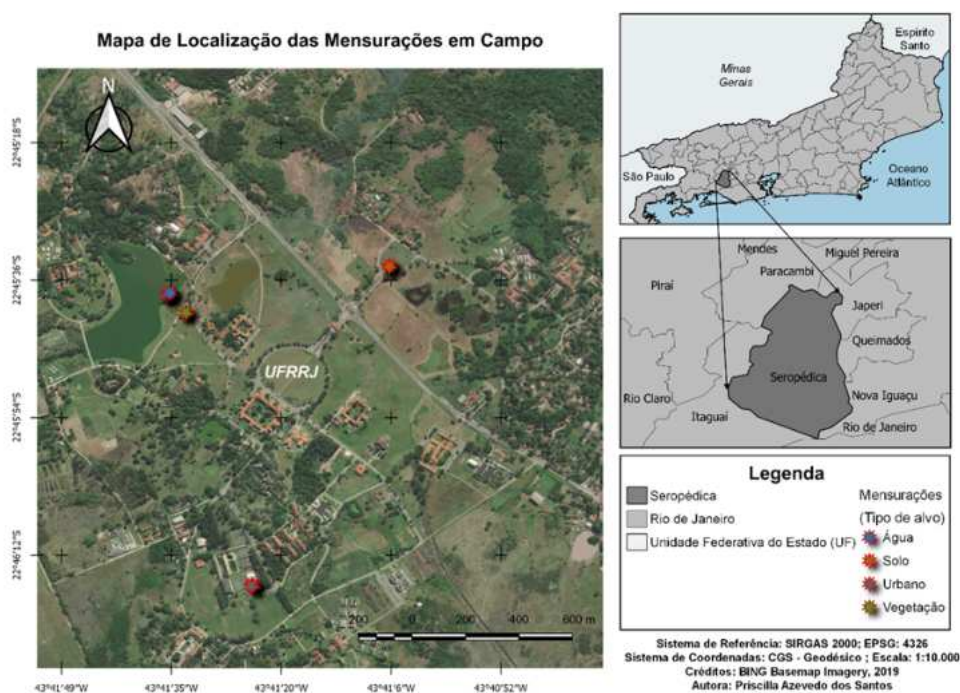 Mapa de Localização das Mensurações em Campo
N
22°45'18"S
22°45'36"S
22°45'54"S
22°46'12"S
UFRRJ
200 0 200 400 600 m
43°41'49"W 43°41'35"W 43°41'20"W 43°41'6"W 43°40'52"W
Espírito
Santo
Minas
Gerais
São Paulo
Oceano
Atlântico
Mendes
Miguel Pereira
Paracambi
Piraí
Japeri
Queimados
Seropédica
Rio Claro
Itaguaí
Nova Iguaçu
Rio de Janeiro
Legenda
Seropédica
Rio de Janeiro
Unidade Federativa do Estado (UF)
Mensurações
(Tipo de alvo)
Água
Solo
Urbano
Vegetação
Sistema de Referência: SIRGAS 2000; EPSG: 4326
Sistema de Coordenadas: CGS - Geodésico ; Escala: 1:10.000
Créditos: BING Basemap Imagery, 2019
Autora: Priscilla Azevedo dos Santos